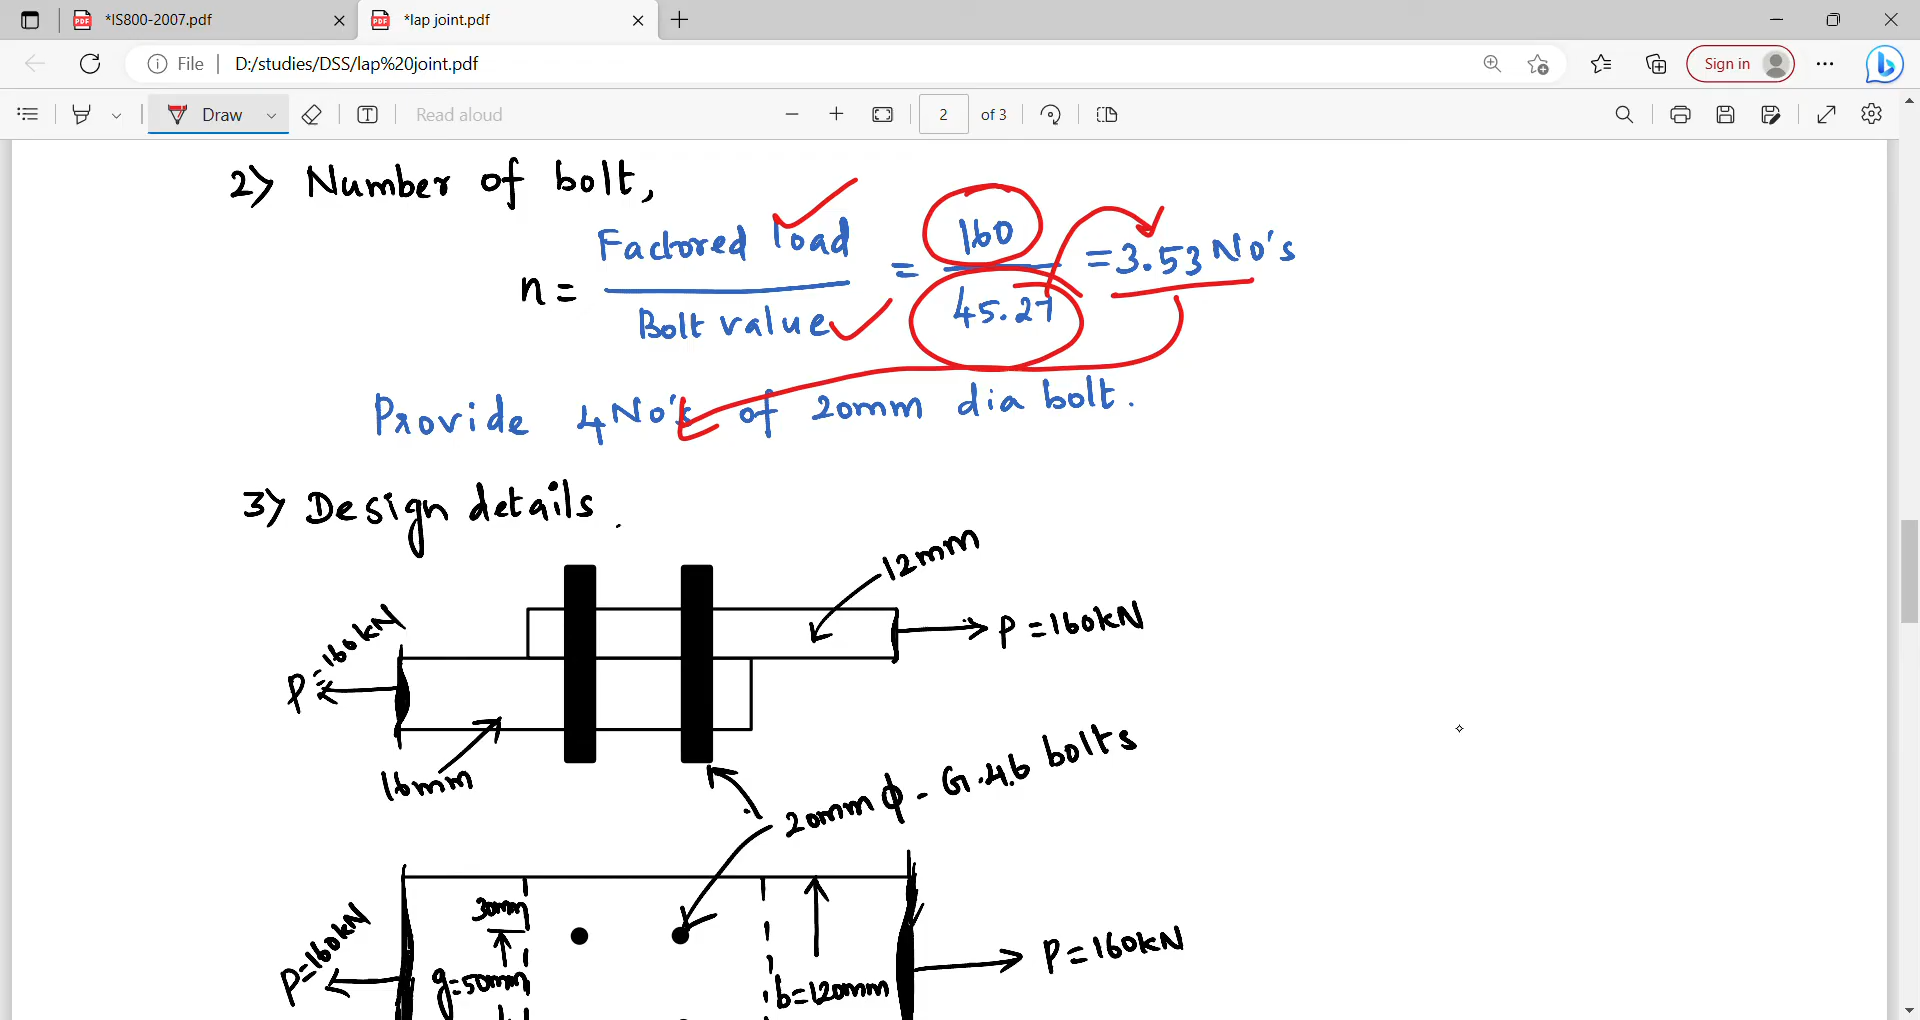 *IS800-2007.pdf
*lap joint.pdf
File D:/studies/DSS/lap%20joint.pdf
Sign in
Draw
Read aloud
2 of 3
2) Number of bolt,
n = Factored load / Bolt value = 160 / 45.27 = 3.53 No's
Provide 4 No's of 20mm dia bolt.
3) Design details.
12mm
P = 160kN
P = 160kN
16mm
20mm ϕ - G.4.6 bolts
30mm
P = 160kN
g = 50mm
b = 120mm
P = 160kN